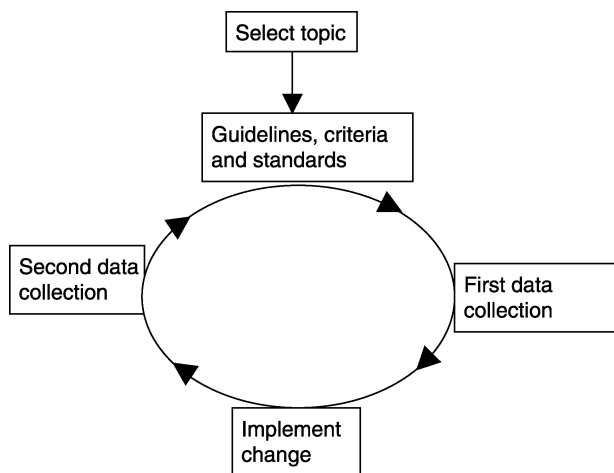 Select topic
Guidelines, criteria
and standards
First data
collection
Implement
change
Second data
collection